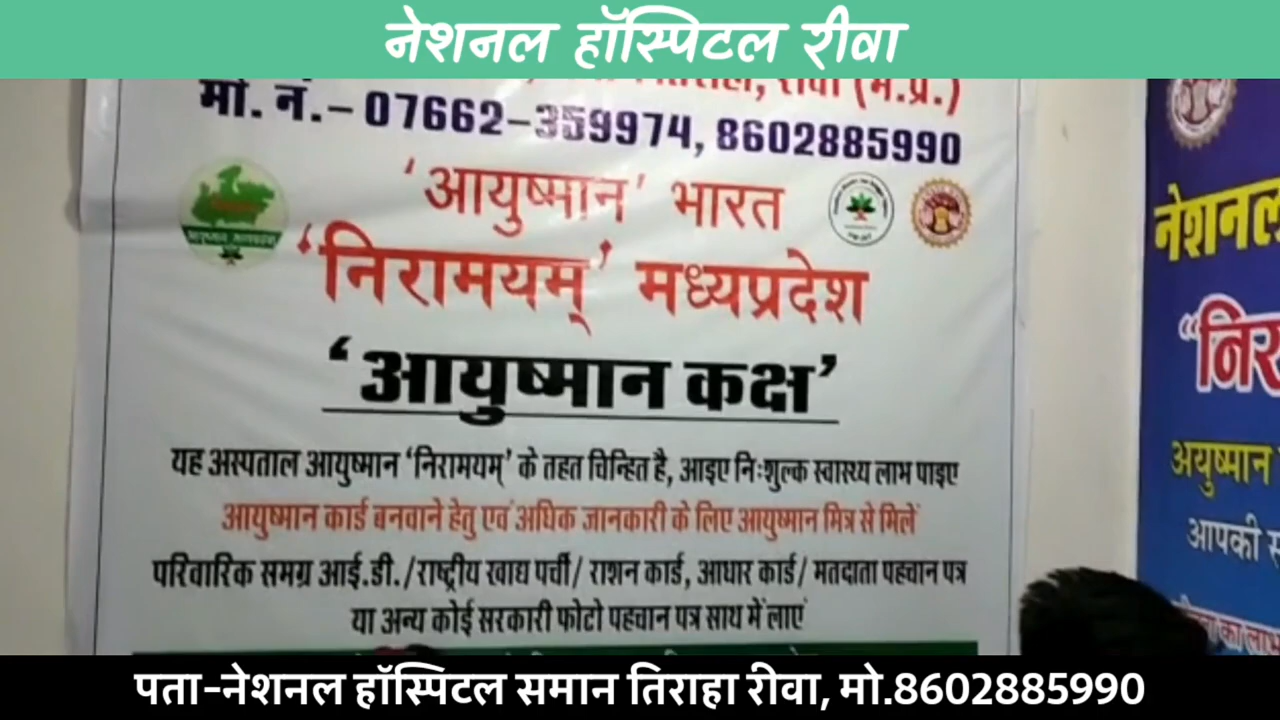 नेशनल हॉस्पिटल रीवा
रीवा (म.प्र.)
मो. नं.– 07662–359974, 8602885990
‘आयुष्मान’ भारत
‘निरामयम्’ मध्यप्रदेश
‘आयुष्मान कक्ष’
यह अस्पताल आयुष्मान ‘निरामयम्’ के तहत चिन्हित है, आइए निःशुल्क स्वास्थ्य लाभ पाइए
आयुष्मान कार्ड बनवाने हेतु एवं अधिक जानकारी के लिए आयुष्मान मित्र से मिलें
परिवारिक समग्र आई.डी./राष्ट्रीय खाद्य पर्ची/ राशन कार्ड, आधार कार्ड/ मतदाता पहचान पत्र
या अन्य कोई सरकारी फोटो पहचान पत्र साथ में लाएं
नेशनल
“निर
अयुष्मान
आपकी स
का लाभ
पता-नेशनल हॉस्पिटल समान तिराहा रीवा, मो.8602885990